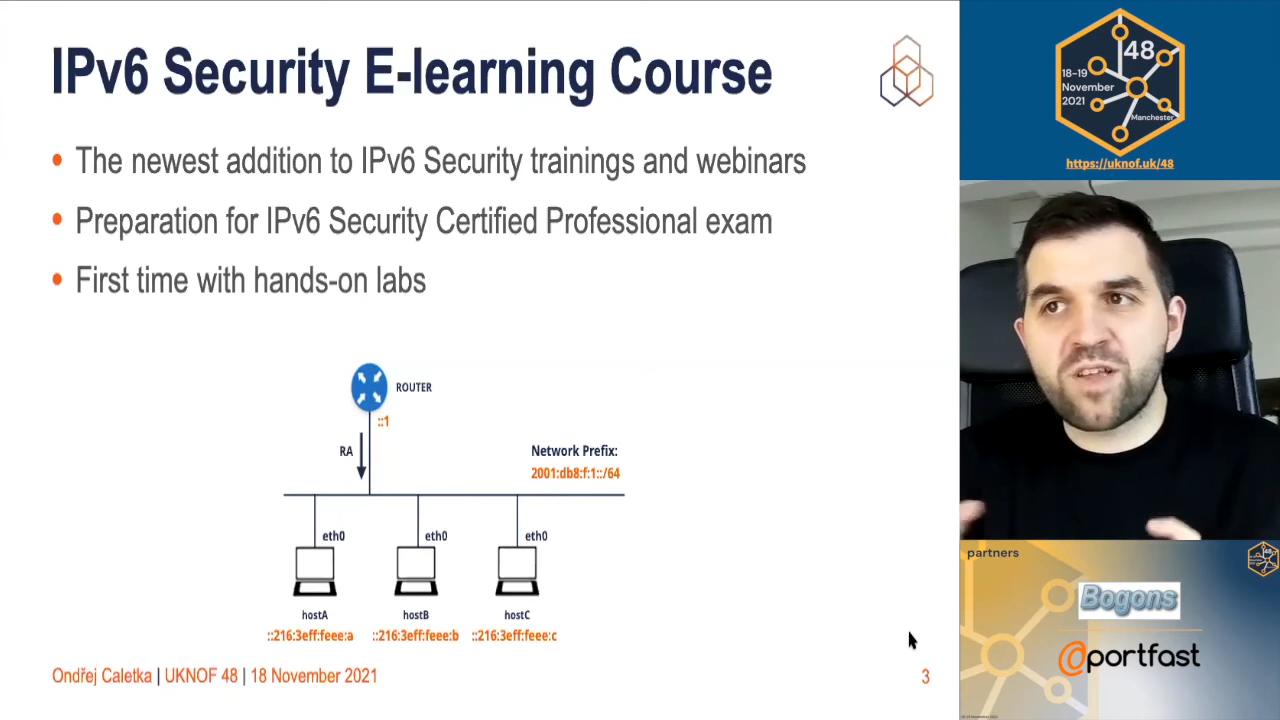 IPv6 Security E-learning Course
• The newest addition to IPv6 Security trainings and webinars
• Preparation for IPv6 Security Certified Professional exam
• First time with hands-on labs
ROUTER
::1
RA
Network Prefix:
2001:db8:f:1::/64
eth0 eth0 eth0
hostA hostB hostC
::216:3eff:feee:a ::216:3eff:feee:b ::216:3eff:feee:c
Ondřej Caletka | UKNOF 48 | 18 November 2021
3
48
18-19
November
2021
Manchester
https://uknof.uk/48
partners
Bogons
@portfast